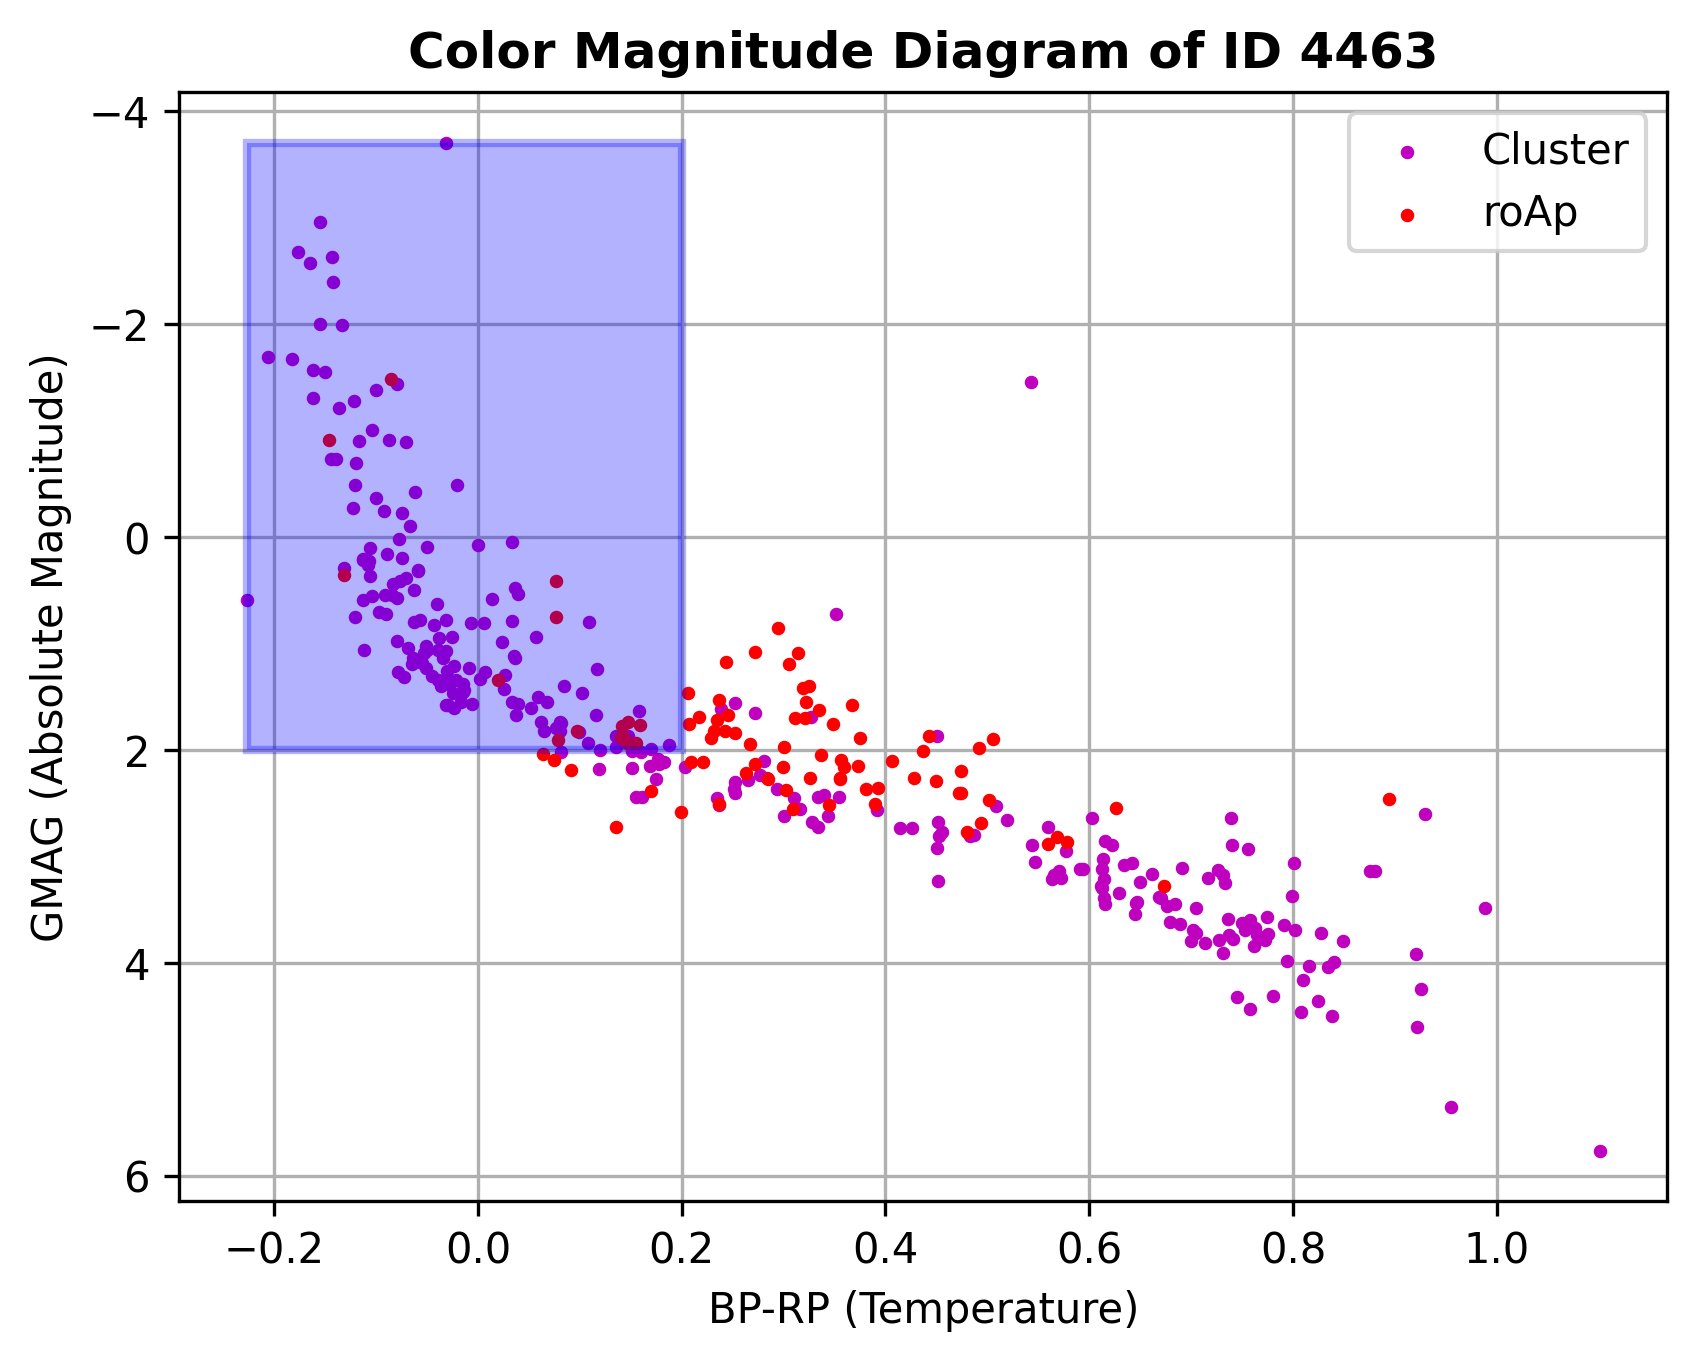 Color Magnitude Diagram of ID 4463
Cluster
roAp
GMAG (Absolute Magnitude)
−4
−2
0
2
4
6
−0.2 0.0 0.2 0.4 0.6 0.8 1.0
BP-RP (Temperature)